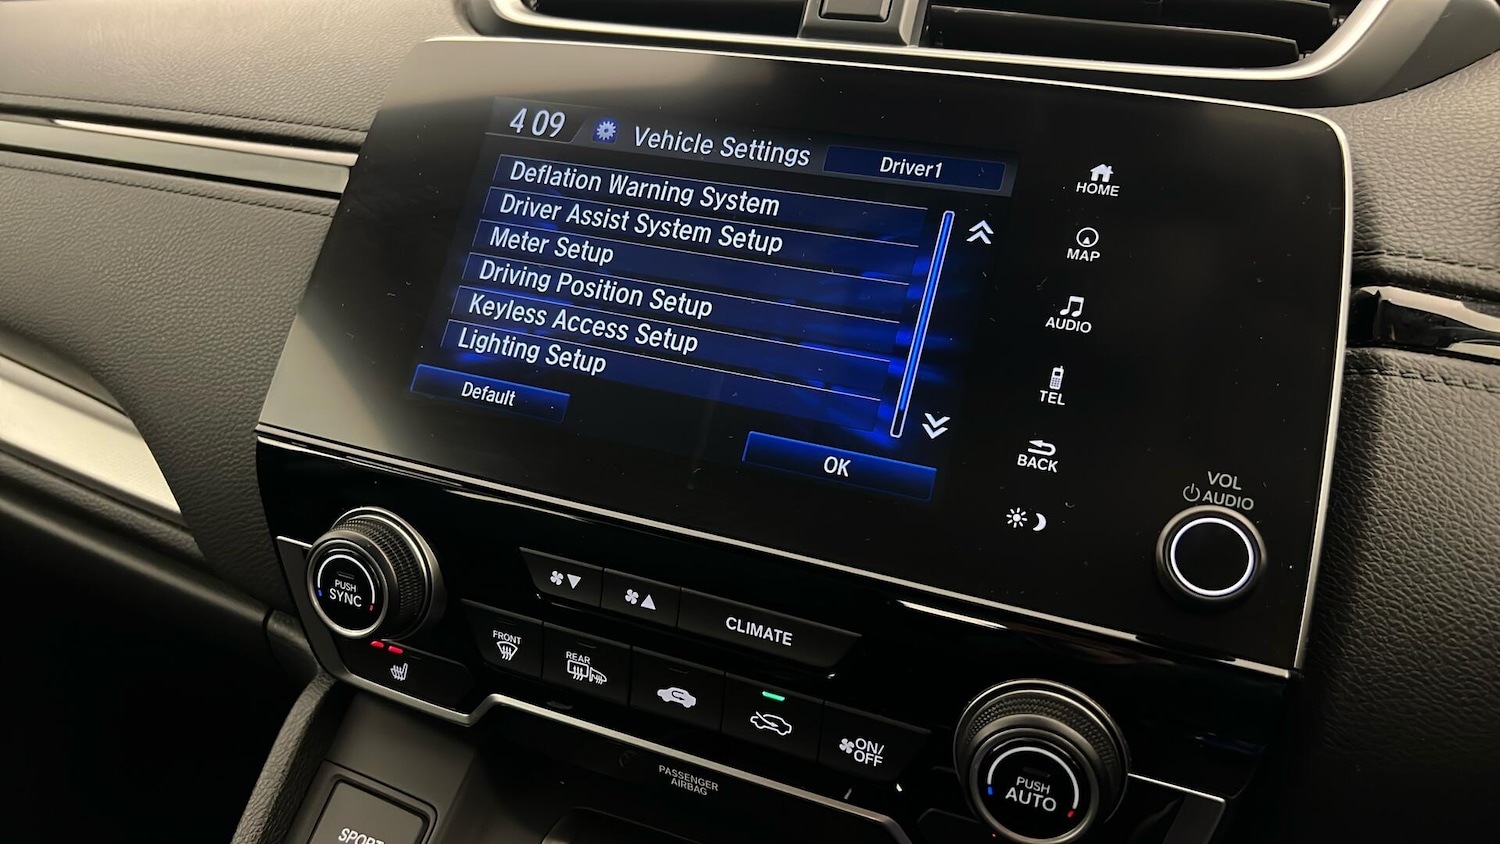 4 09
Vehicle Settings
Driver1
Deflation Warning System
Driver Assist System Setup
Meter Setup
Driving Position Setup
Keyless Access Setup
Lighting Setup
Default
OK
HOME
MAP
AUDIO
TEL
BACK
VOL
AUDIO
PUSH
SYNC
CLIMATE
FRONT
REAR
ON/
OFF
PUSH
AUTO
PASSENGER
AIRBAG
SPORT